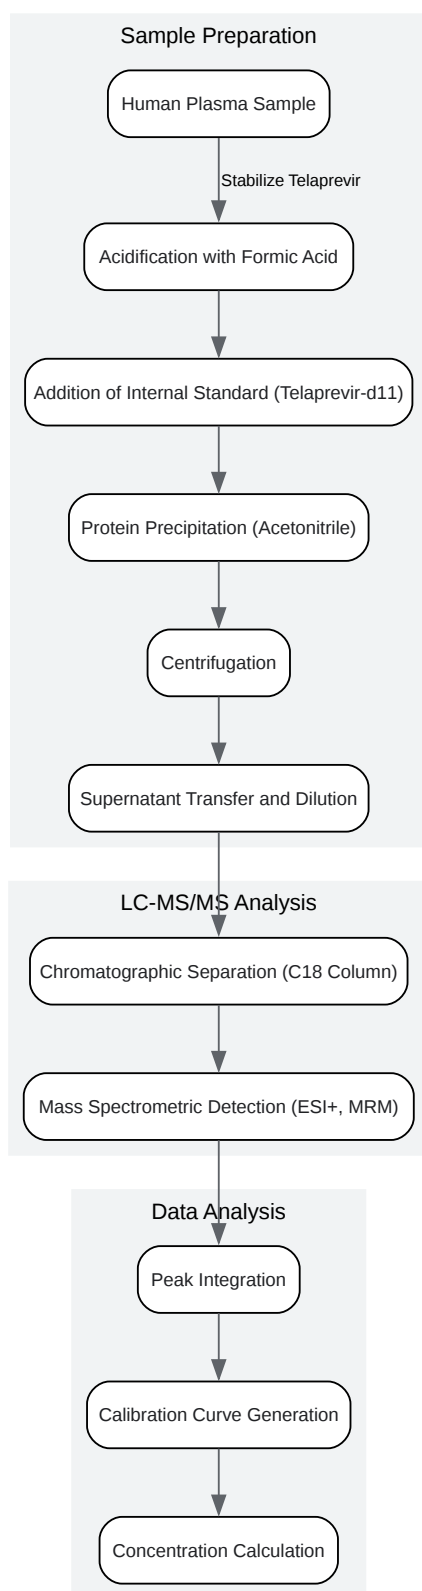 Sample Preparation
Human Plasma Sample
Stabilize Telaprevir
Acidification with Formic Acid
Addition of Internal Standard (Telaprevir-d11)
Protein Precipitation (Acetonitrile)
Centrifugation
Supernatant Transfer and Dilution
LC-MS/MS Analysis
Chromatographic Separation (C18 Column)
Mass Spectrometric Detection (ESI+, MRM)
Data Analysis
Peak Integration
Calibration Curve Generation
Concentration Calculation